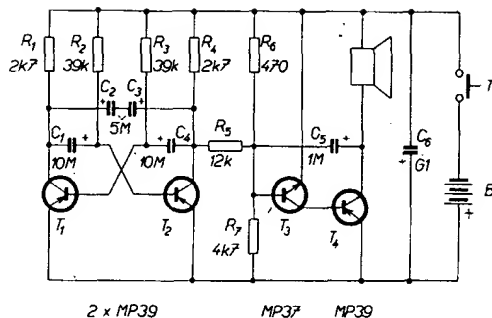 R1
2k7
R2
39k
R3
39k
R4
2k7
R6
470
C2
C3
+
+
5M
C1
+
10M
C4
+
10M
R5
12k
C5
+
1M
C6
+
G1
T
B
+
T1
T2
R7
4k7
T3
T4
2 x MP39
MP37
MP39